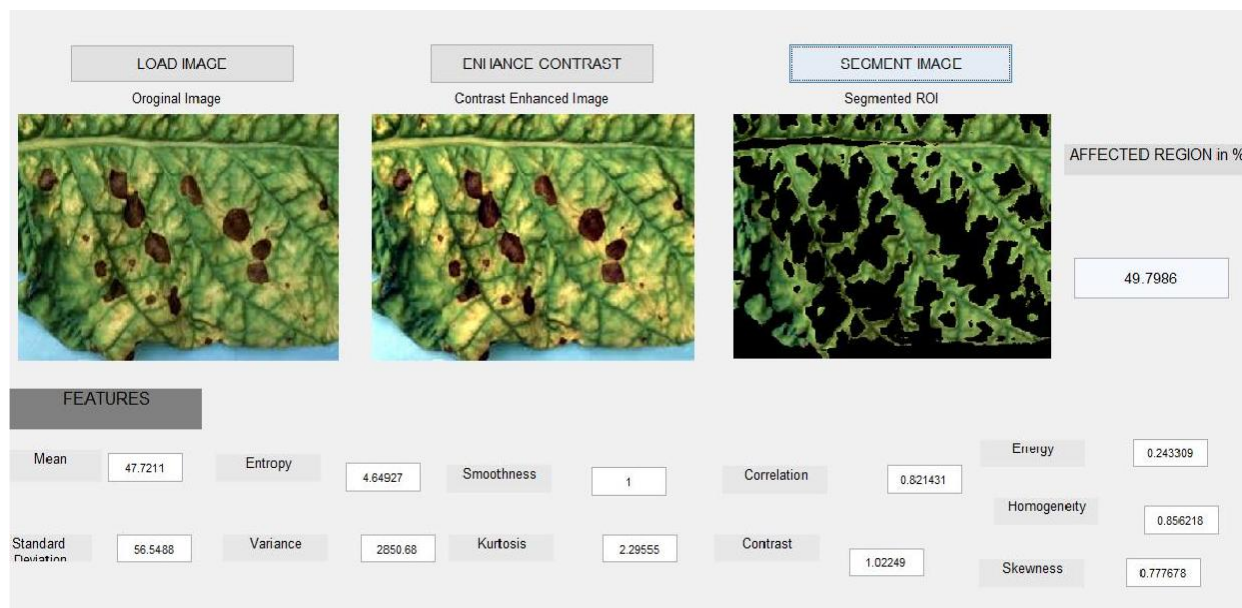 LOAD IMAGE
ENHANCE CONTRAST
SEGMENT IMAGE
Oroginal Image
Contrast Enhanced Image
Segmented ROI
AFFECTED REGION in %
49.7986
FEATURES
Mean
47.7211
Entropy
4.64927
Smoothness
1
Correlation
0.821431
Energy
0.243309
Homogeneity
0.856218
Standard
Deviation
56.5488
Variance
2850.68
Kurtosis
2.29555
Contrast
1.02249
Skewness
0.777678